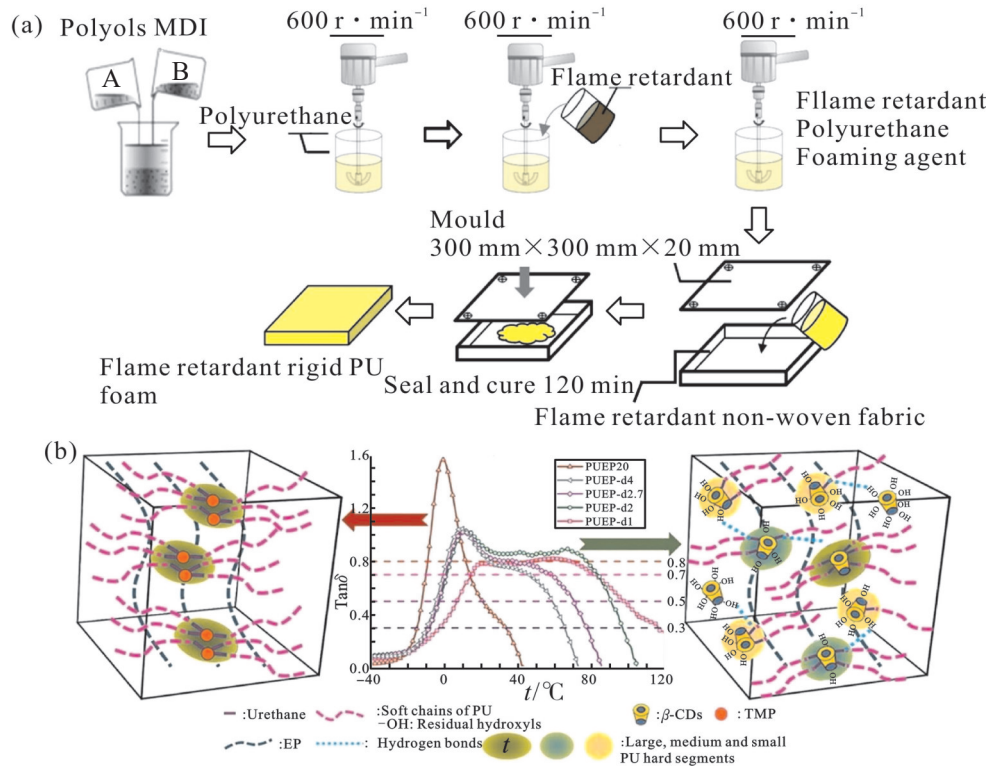 (a)
Polyols MDI
A
B
600 r·min⁻¹
600 r·min⁻¹
600 r·min⁻¹
Polyurethane
Flame retardant
Fllame retardant
Polyurethane
Foaming agent
Mould
300 mm×300 mm×20 mm
Flame retardant rigid PU
foam
Seal and cure 120 min
Flame retardant non-woven fabric
(b)
1.6
1.2
0.8
0.4
0.0
Tanδ
-40
0
40
80
120
t/℃
PUEP20
PUEP-d4
PUEP-d2.7
PUEP-d2
PUEP-d1
0.8
0.7
0.5
0.3
HO OH
:Urethane
:Soft chains of PU
-OH: Residual hydroxyls
:β-CDs
:TMP
:EP
: Hydrogen bonds
t
:Large, medium and small
PU hard segments